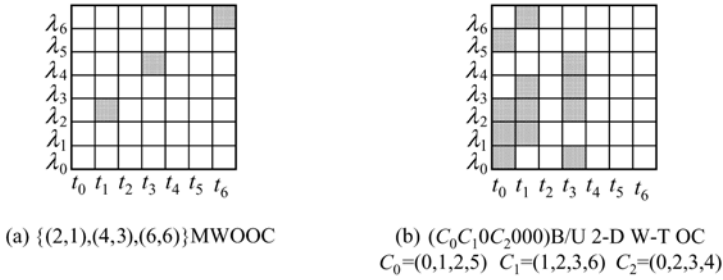 λ₆
λ₅
λ₄
λ₃
λ₂
λ₁
λ₀
t₀ t₁ t₂ t₃ t₄ t₅ t₆
(a) {(2,1),(4,3),(6,6)}MWOOC
λ₆
λ₅
λ₄
λ₃
λ₂
λ₁
λ₀
t₀ t₁ t₂ t₃ t₄ t₅ t₆
(b) (C₀C₁0C₂000)B/U 2-D W-T OC
C₀=(0,1,2,5) C₁=(1,2,3,6) C₂=(0,2,3,4)